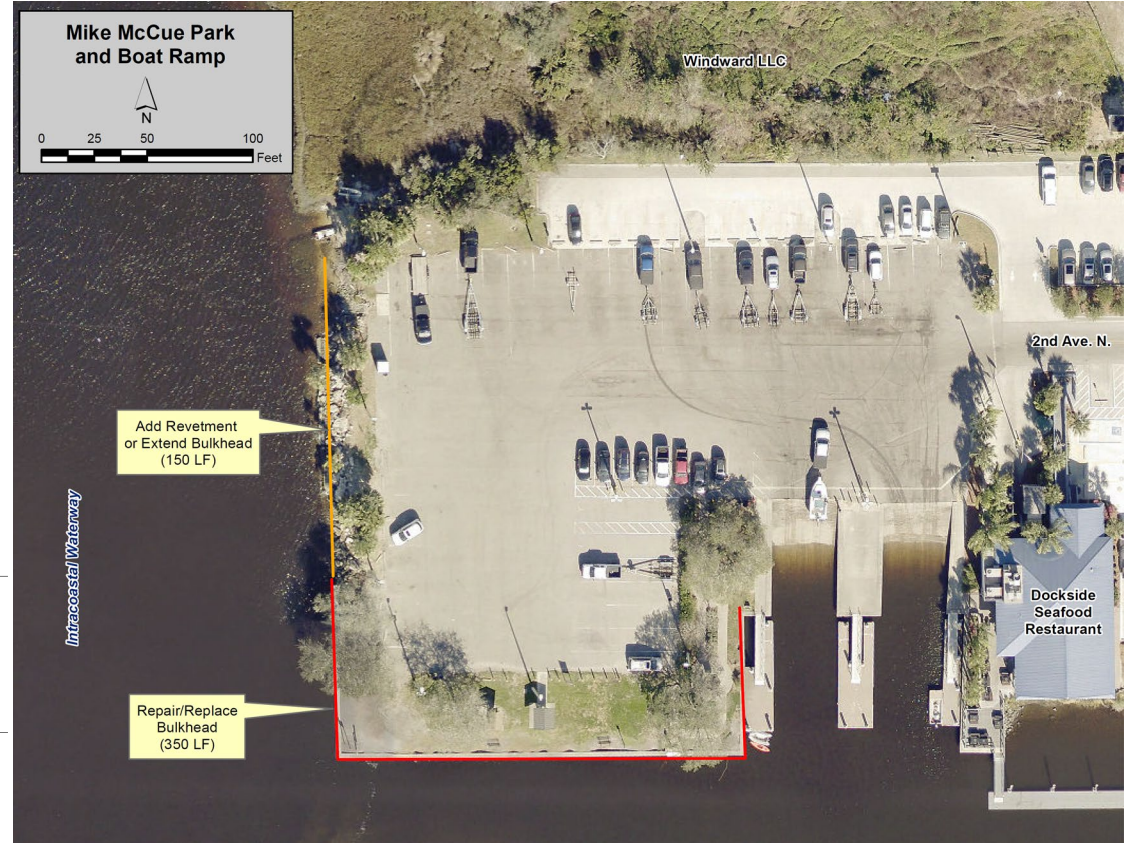 Mike McCue Park
and Boat Ramp
N
0 25 50 100
Feet
Windward LLC
2nd Ave. N.
Add Revetment
or Extend Bulkhead
(150 LF)
Intracoastal Waterway
Dockside
Seafood
Restaurant
Repair/Replace
Bulkhead
(350 LF)